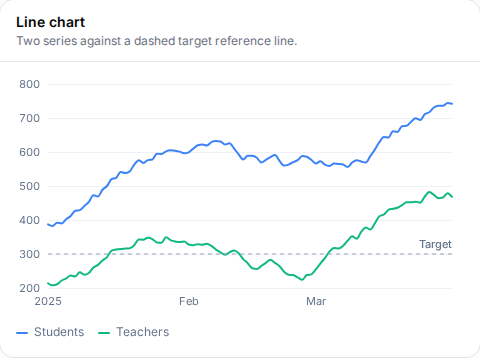 Line chart
Two series against a dashed target reference line.
800
700
600
500
400
300
200
Target
2025 Feb Mar
Students Teachers